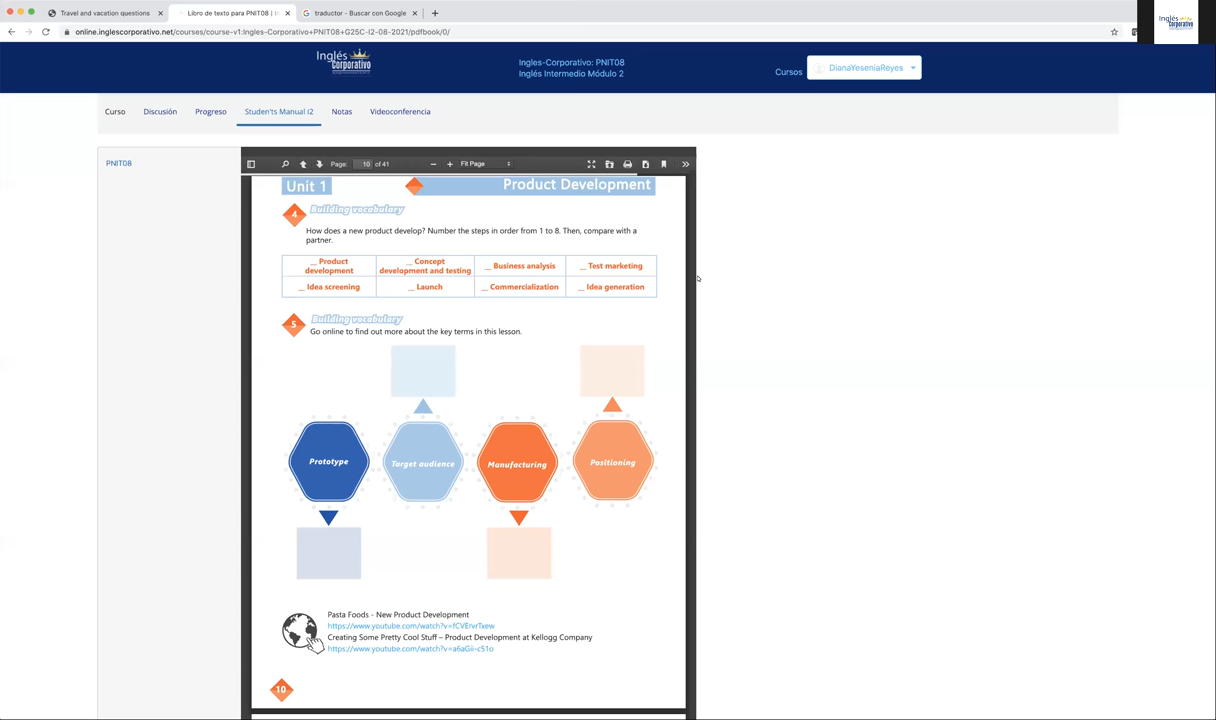 Travel and vacation questions
Libro de texto para PNIT08 | In
traductor - Buscar con Google
online.inglescorporativo.net/courses/course-v1:Ingles-Corporativo+PNIT08+G25C-I2-08-2021/pdfbook/0/
Inglés
Corporativo
Ingles-Corporativo: PNIT08
Inglés Intermedio Módulo 2
Cursos
DianaYeseniaReyes
Curso
Discusión
Progreso
Studen'ts Manual I2
Notas
Videoconferencia
PNIT08
Page: 10 of 41
Fit Page
Unit 1
Product Development
4
Building vocabulary
How does a new product develop? Number the steps in order from 1 to 8. Then, compare with a
partner.
__ Product development
__ Concept development and testing
__ Business analysis
__ Test marketing
__ Idea screening
__ Launch
__ Commercialization
__ Idea generation
5
Building vocabulary
Go online to find out more about the key terms in this lesson.
Prototype
Target audience
Manufacturing
Positioning
Pasta Foods - New Product Development
https://www.youtube.com/watch?v=fCVErvrTxew
Creating Some Pretty Cool Stuff – Product Development at Kellogg Company
https://www.youtube.com/watch?v=a6aGii-c51o
10